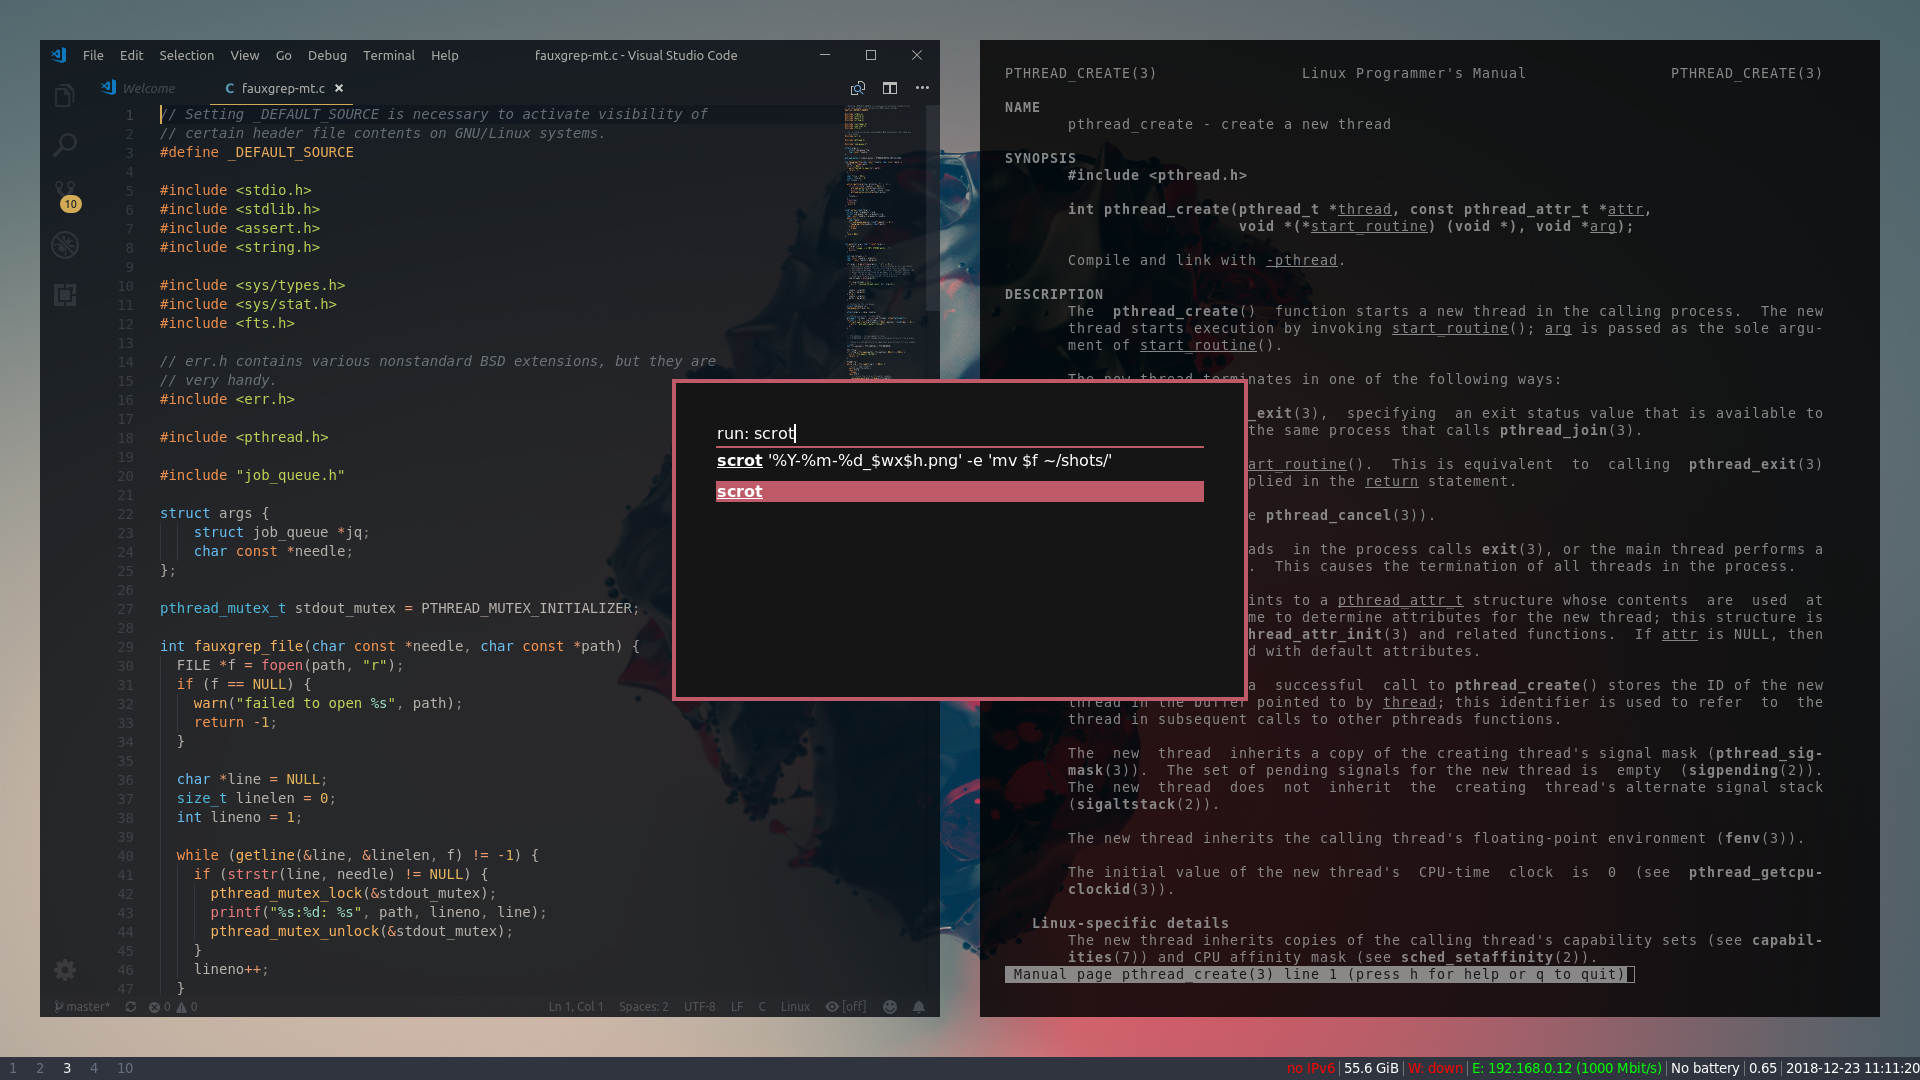 File Edit Selection View Go Debug Terminal Help fauxgrep-mt.c - Visual Studio Code
Welcome
C fauxgrep-mt.c
10
1 // Setting _DEFAULT_SOURCE is necessary to activate visibility of
2 // certain header file contents on GNU/Linux systems.
3 #define _DEFAULT_SOURCE
4
5 #include <stdio.h>
6 #include <stdlib.h>
7 #include <assert.h>
8 #include <string.h>
9
10 #include <sys/types.h>
11 #include <sys/stat.h>
12 #include <fts.h>
13
14 // err.h contains various nonstandard BSD extensions, but they are
15 // very handy.
16 #include <err.h>
17
18 #include <pthread.h>
19
20 #include "job_queue.h"
21
22 struct args {
23 struct job_queue *jq;
24 char const *needle;
25 };
26
27 pthread_mutex_t stdout_mutex = PTHREAD_MUTEX_INITIALIZER;
28
29 int fauxgrep_file(char const *needle, char const *path) {
30 FILE *f = fopen(path, "r");
31 if (f == NULL) {
32 warn("failed to open %s", path);
33 return -1;
34 }
35
36 char *line = NULL;
37 size_t linelen = 0;
38 int lineno = 1;
39
40 while (getline(&line, &linelen, f) != -1) {
41 if (strstr(line, needle) != NULL) {
42 pthread_mutex_lock(&stdout_mutex);
43 printf("%s:%d: %s", path, lineno, line);
44 pthread_mutex_unlock(&stdout_mutex);
45 }
46 lineno++;
47 }
master* 0 0 Ln 1, Col 1 Spaces: 2 UTF-8 LF C Linux [off]
run: scrot
scrot '%Y-%m-%d_$wx$h.png' -e 'mv $f ~/shots/'
scrot
PTHREAD_CREATE(3) Linux Programmer's Manual PTHREAD_CREATE(3)
NAME
pthread_create - create a new thread
SYNOPSIS
#include <pthread.h>
int pthread_create(pthread_t *thread, const pthread_attr_t *attr,
void *(*start_routine) (void *), void *arg);
Compile and link with -pthread.
DESCRIPTION
The pthread_create() function starts a new thread in the calling process. The new
thread starts execution by invoking start_routine(); arg is passed as the sole argu-
ment of start_routine().
The new thread terminates in one of the following ways:
_exit(3), specifying an exit status value that is available to
the same process that calls pthread_join(3).
art_routine(). This is equivalent to calling pthread_exit(3)
plied in the return statement.
e pthread_cancel(3)).
ads in the process calls exit(3), or the main thread performs a
. This causes the termination of all threads in the process.
ints to a pthread_attr_t structure whose contents are used at
me to determine attributes for the new thread; this structure is
hread_attr_init(3) and related functions. If attr is NULL, then
d with default attributes.
a successful call to pthread_create() stores the ID of the new
thread in the buffer pointed to by thread; this identifier is used to refer to the
thread in subsequent calls to other pthreads functions.
The new thread inherits a copy of the creating thread's signal mask (pthread_sig-
mask(3)). The set of pending signals for the new thread is empty (sigpending(2)).
The new thread does not inherit the creating thread's alternate signal stack
(sigaltstack(2)).
The new thread inherits the calling thread's floating-point environment (fenv(3)).
The initial value of the new thread's CPU-time clock is 0 (see pthread_getcpu-
clockid(3)).
Linux-specific details
The new thread inherits copies of the calling thread's capability sets (see capabil-
ities(7)) and CPU affinity mask (see sched_setaffinity(2)).
Manual page pthread_create(3) line 1 (press h for help or q to quit)
1 2 3 4 10 no IPv6 | 55.6 GiB | W: down | E: 192.168.0.12 (1000 Mbit/s) | No battery | 0.65 | 2018-12-23 11:11:20